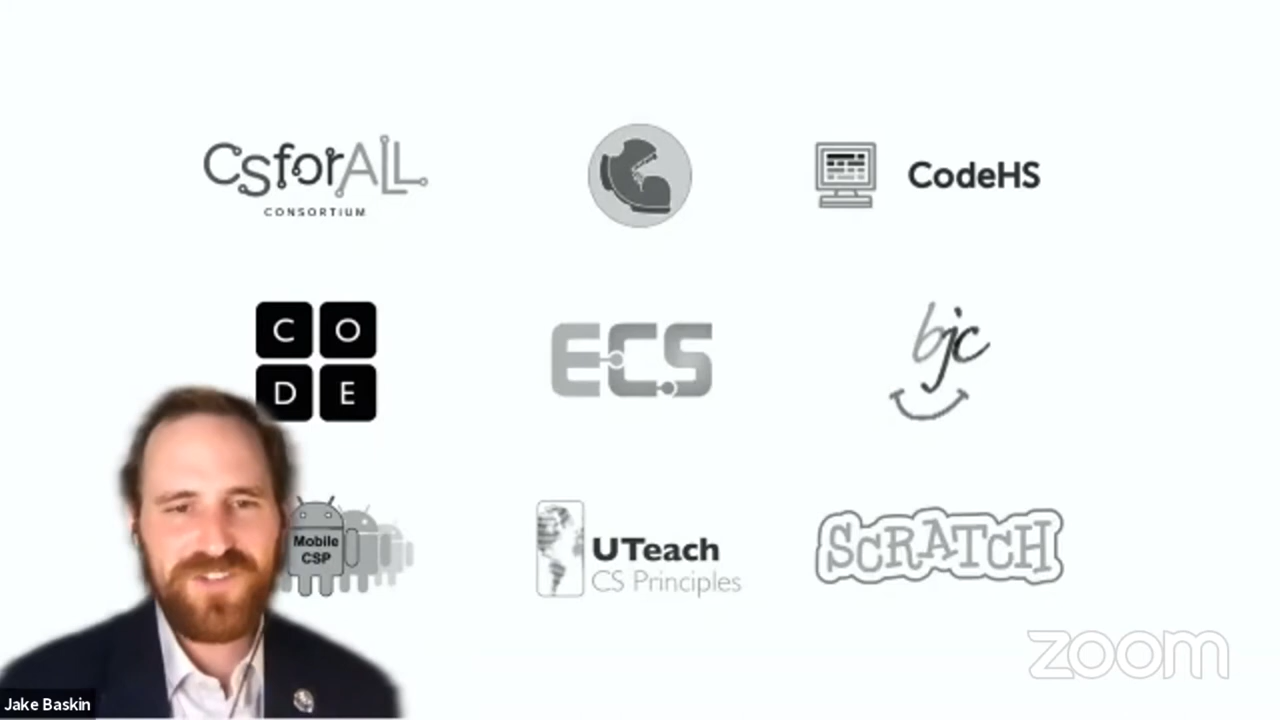 CSforALL
CONSORTIUM
CodeHS
C O
D E
ECS
bjc
Mobile
CSP
UTeach
CS Principles
SCRATCH
zoom
Jake Baskin